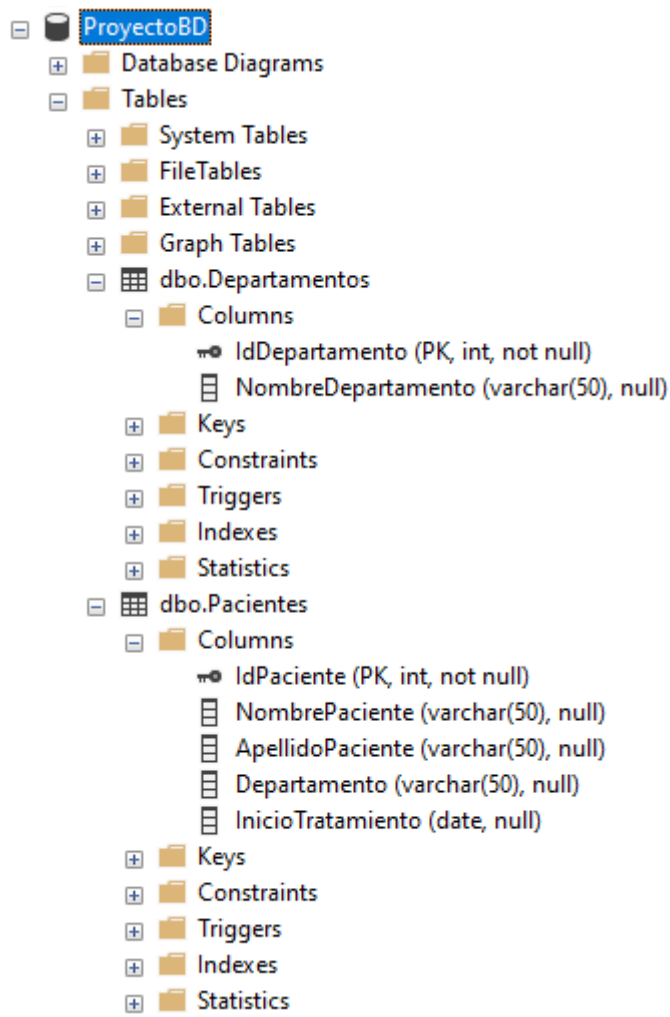 ProyectoBD
Database Diagrams
Tables
System Tables
FileTables
External Tables
Graph Tables
dbo.Departamentos
Columns
IdDepartamento (PK, int, not null)
NombreDepartamento (varchar(50), null)
Keys
Constraints
Triggers
Indexes
Statistics
dbo.Pacientes
Columns
IdPaciente (PK, int, not null)
NombrePaciente (varchar(50), null)
ApellidoPaciente (varchar(50), null)
Departamento (varchar(50), null)
InicioTratamiento (date, null)
Keys
Constraints
Triggers
Indexes
Statistics